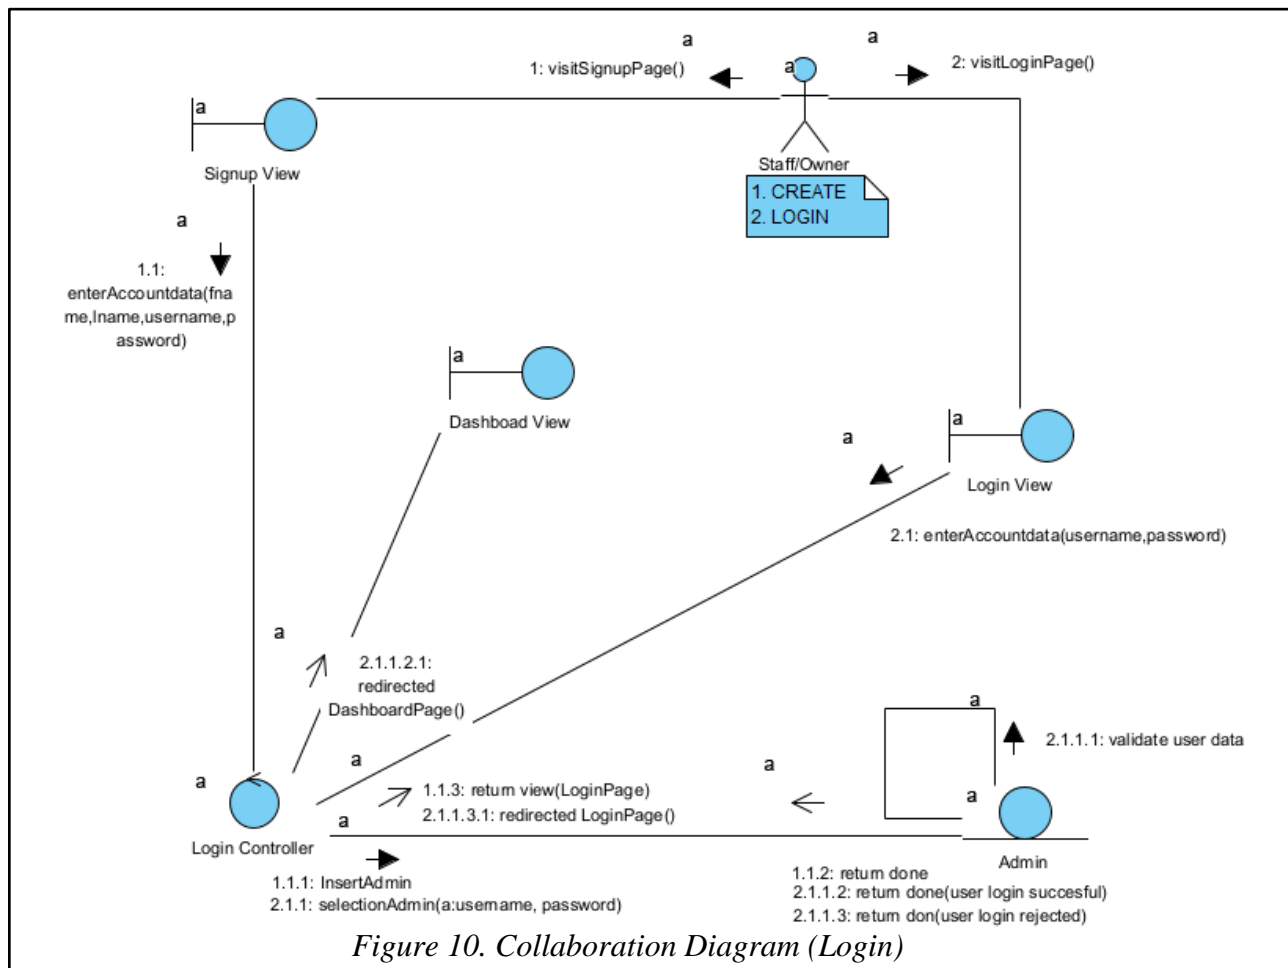 a
a
1: visitSignupPage()
a
2: visitLoginPage()
a
Signup View
Staff/Owner
1. CREATE
2. LOGIN
a
1.1:
enterAccountdata(fna
me,lname,username,p
assword)
a
Dashboad View
a
a
Login View
2.1: enterAccountdata(username,password)
a
2.1.1.2.1:
redirected
DashboardPage()
a
2.1.1.1: validate user data
a
a
a
a
1.1.3: return view(LoginPage)
2.1.1.3.1: redirected LoginPage()
a
Login Controller
Admin
1.1.1: InsertAdmin
2.1.1: selectionAdmin(a:username, password)
1.1.2: return done
2.1.1.2: return done(user login succesful)
2.1.1.3: return don(user login rejected)
Figure 10. Collaboration Diagram (Login)